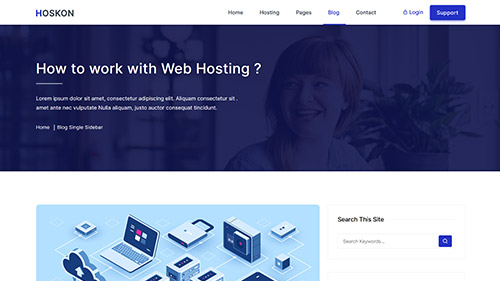 HOSKON
Home Hosting Pages Blog Contact Login Support
How to work with Web Hosting ?
Lorem ipsum dolor sit amet, consectetur adipiscing elit. Aliquam consectetur sit .
amet ante nec vulputate Nulla aliquam, justo auctor consequat tincidunt.
Home | Blog Single Sidebar
Search This Site
Search Keywords...